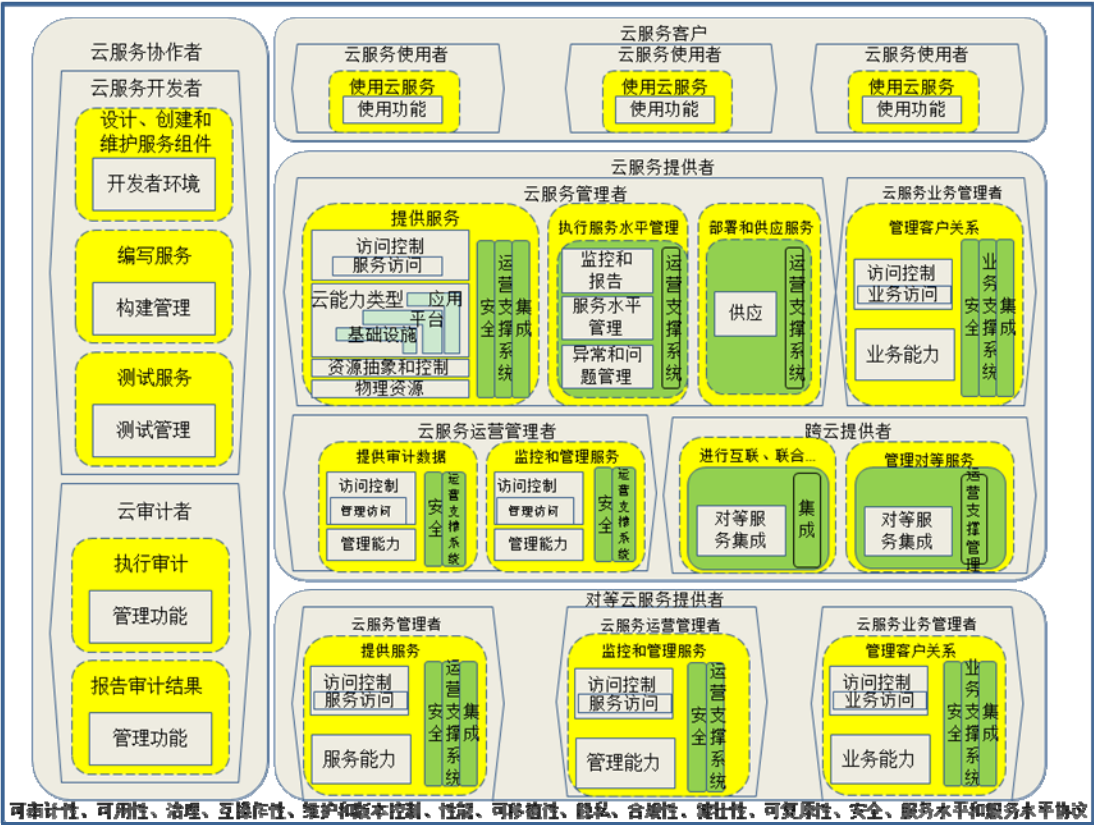 云服务协作者
云服务开发者
设计、创建和
维护服务组件
开发者环境
编写服务
构建管理
测试服务
测试管理
云审计者
执行审计
管理功能
报告审计结果
管理功能
云服务客户
云服务使用者
使用云服务
使用功能
云服务使用者
使用云服务
使用功能
云服务使用者
使用云服务
使用功能
云服务提供者
云服务管理者
提供服务
访问控制
服务访问
云能力类型
应用
平台
基础设施
资源抽象和控制
物理资源
安全
运营支撑系统
集成
执行服务水平管理
监控和
报告
服务水平
管理
异常和问
题管理
运营支撑系统
部署和供应服务
供应
运营支撑系统
云服务业务管理者
管理客户关系
访问控制
业务访问
业务能力
安全
业务支撑系统
集成
云服务运营管理者
提供审计数据
访问控制
管理访问
管理能力
安全
运营支撑系统
监控和管理服务
访问控制
管理访问
管理能力
安全
运营支撑系统
跨云提供者
进行互联、联合...
对等服
务集成
集成
管理对等服务
对等服
务集成
运营支撑管理
对等云服务提供者
云服务管理者
提供服务
访问控制
服务访问
服务能力
安全
运营支撑系统
集成
云服务运营管理者
监控和管理服务
访问控制
服务访问
管理能力
安全
运营支撑系统
云服务业务管理者
管理客户关系
访问控制
业务访问
业务能力
安全
业务支撑系统
集成
可审计性、可用性、治理、互操作性、维护和版本控制、性能、可移植性、隐私、合规性、健壮性、可复原性、安全、服务水平和服务水平协议